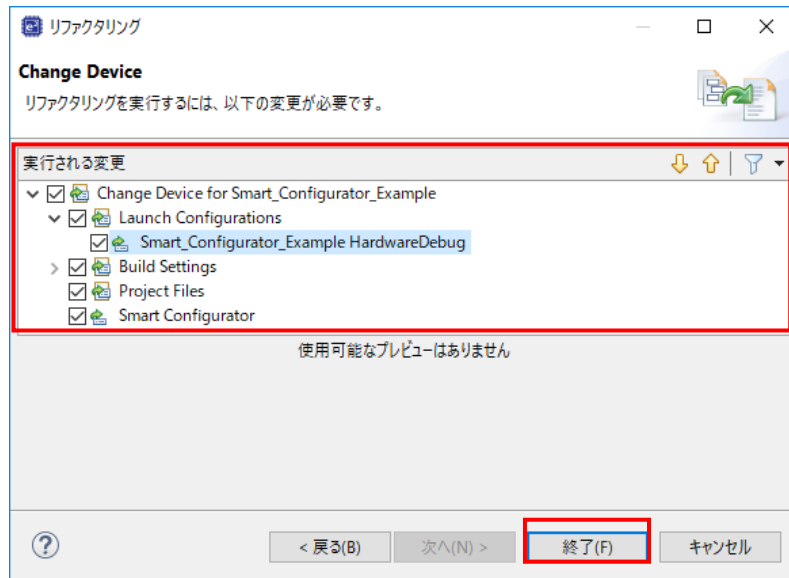 リファクタリング
Change Device
リファクタリングを実行するには、以下の変更が必要です。
実行される変更
Change Device for Smart_Configurator_Example
Launch Configurations
Smart_Configurator_Example HardwareDebug
Build Settings
Project Files
Smart Configurator
使用可能なプレビューはありません
< 戻る(B) 次へ(N) > 終了(F) キャンセル